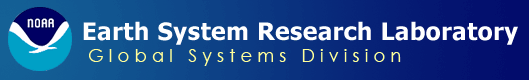 NOAA
Earth System Research Laboratory
Global Systems Division